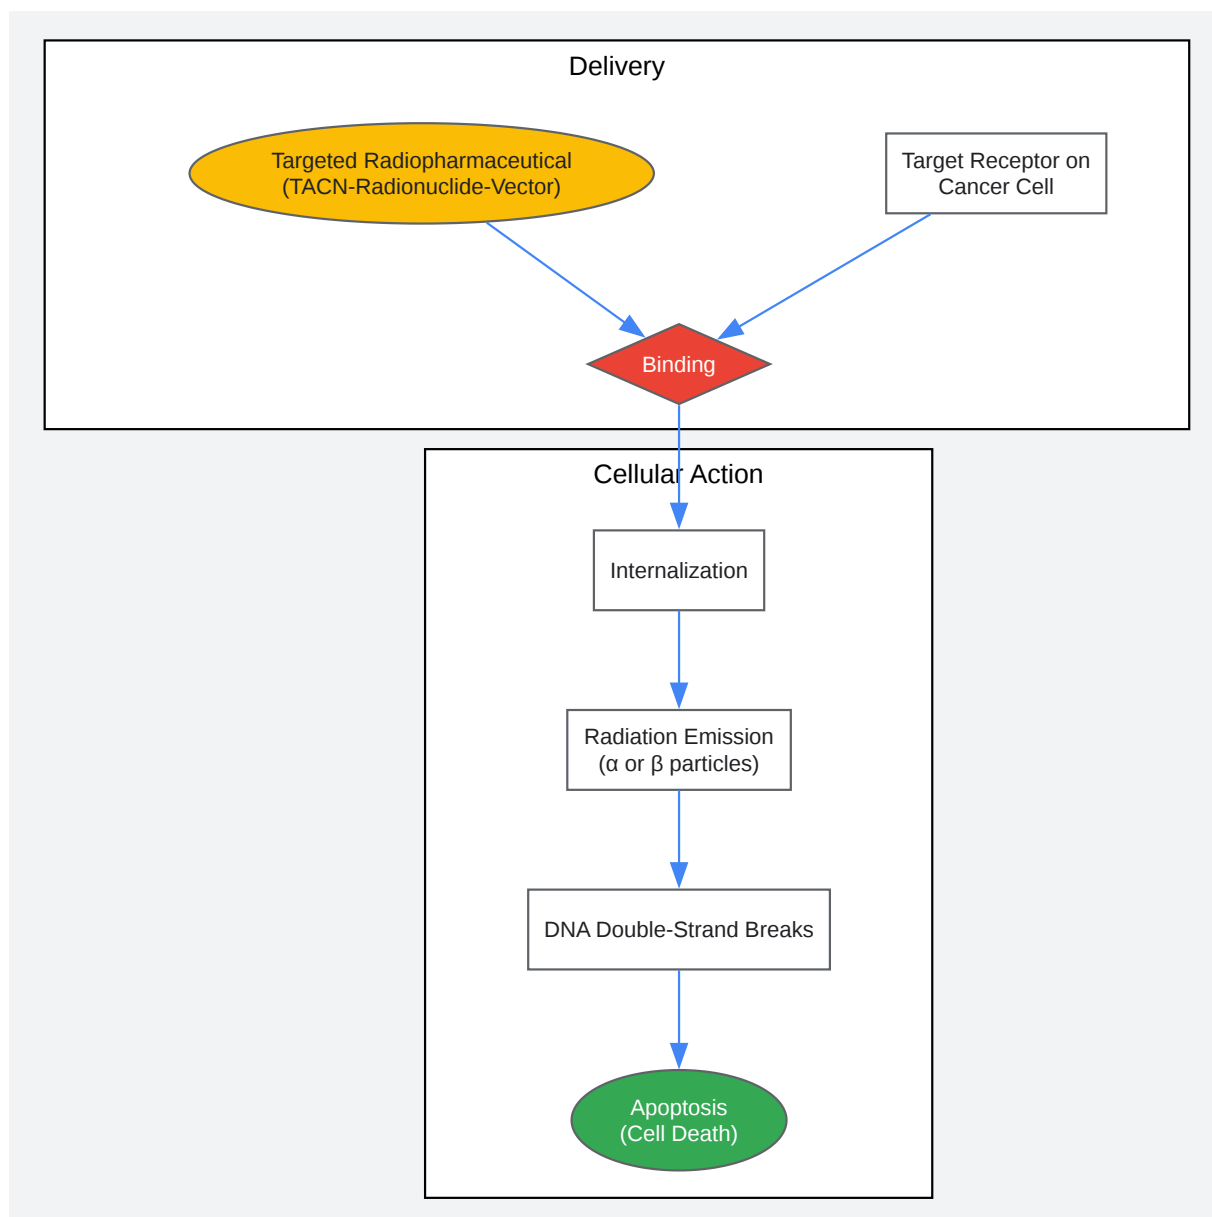 Delivery
Targeted Radiopharmaceutical
(TACN-Radionuclide-Vector)
Target Receptor on
Cancer Cell
Binding
Cellular Action
Internalization
Radiation Emission
(α or β particles)
DNA Double-Strand Breaks
Apoptosis
(Cell Death)